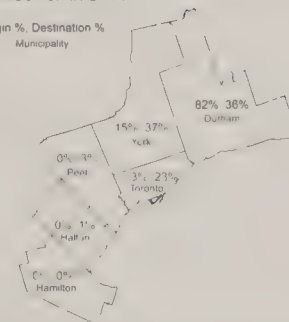 Destination %
Municipality
82% 36%
Durham
15% 37%
York
0% 3%
Peel
3% 23%
Toronto
0% 1%
Halton
0% 0%
Hamilton